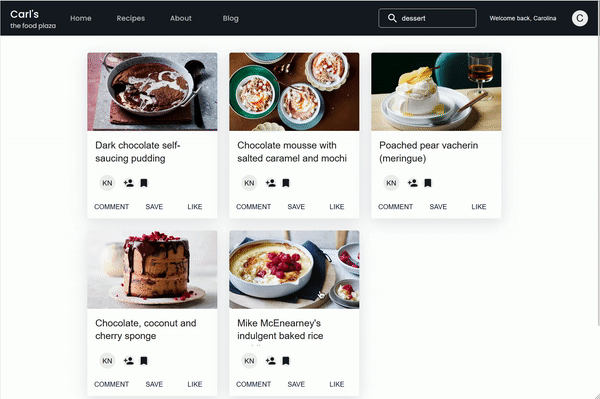 Carl's
the food plaza
Home
Recipes
About
Blog
dessert
Welcome back, Carolina
C
Dark chocolate self-
saucing pudding
KN
COMMENT SAVE LIKE
Chocolate mousse with
salted caramel and mochi
KN
COMMENT SAVE LIKE
Poached pear vacherin
(meringue)
KN
COMMENT SAVE LIKE
Chocolate, coconut and
cherry sponge
KN
COMMENT SAVE LIKE
Mike McEnearney's
indulgent baked rice
KN
COMMENT SAVE LIKE